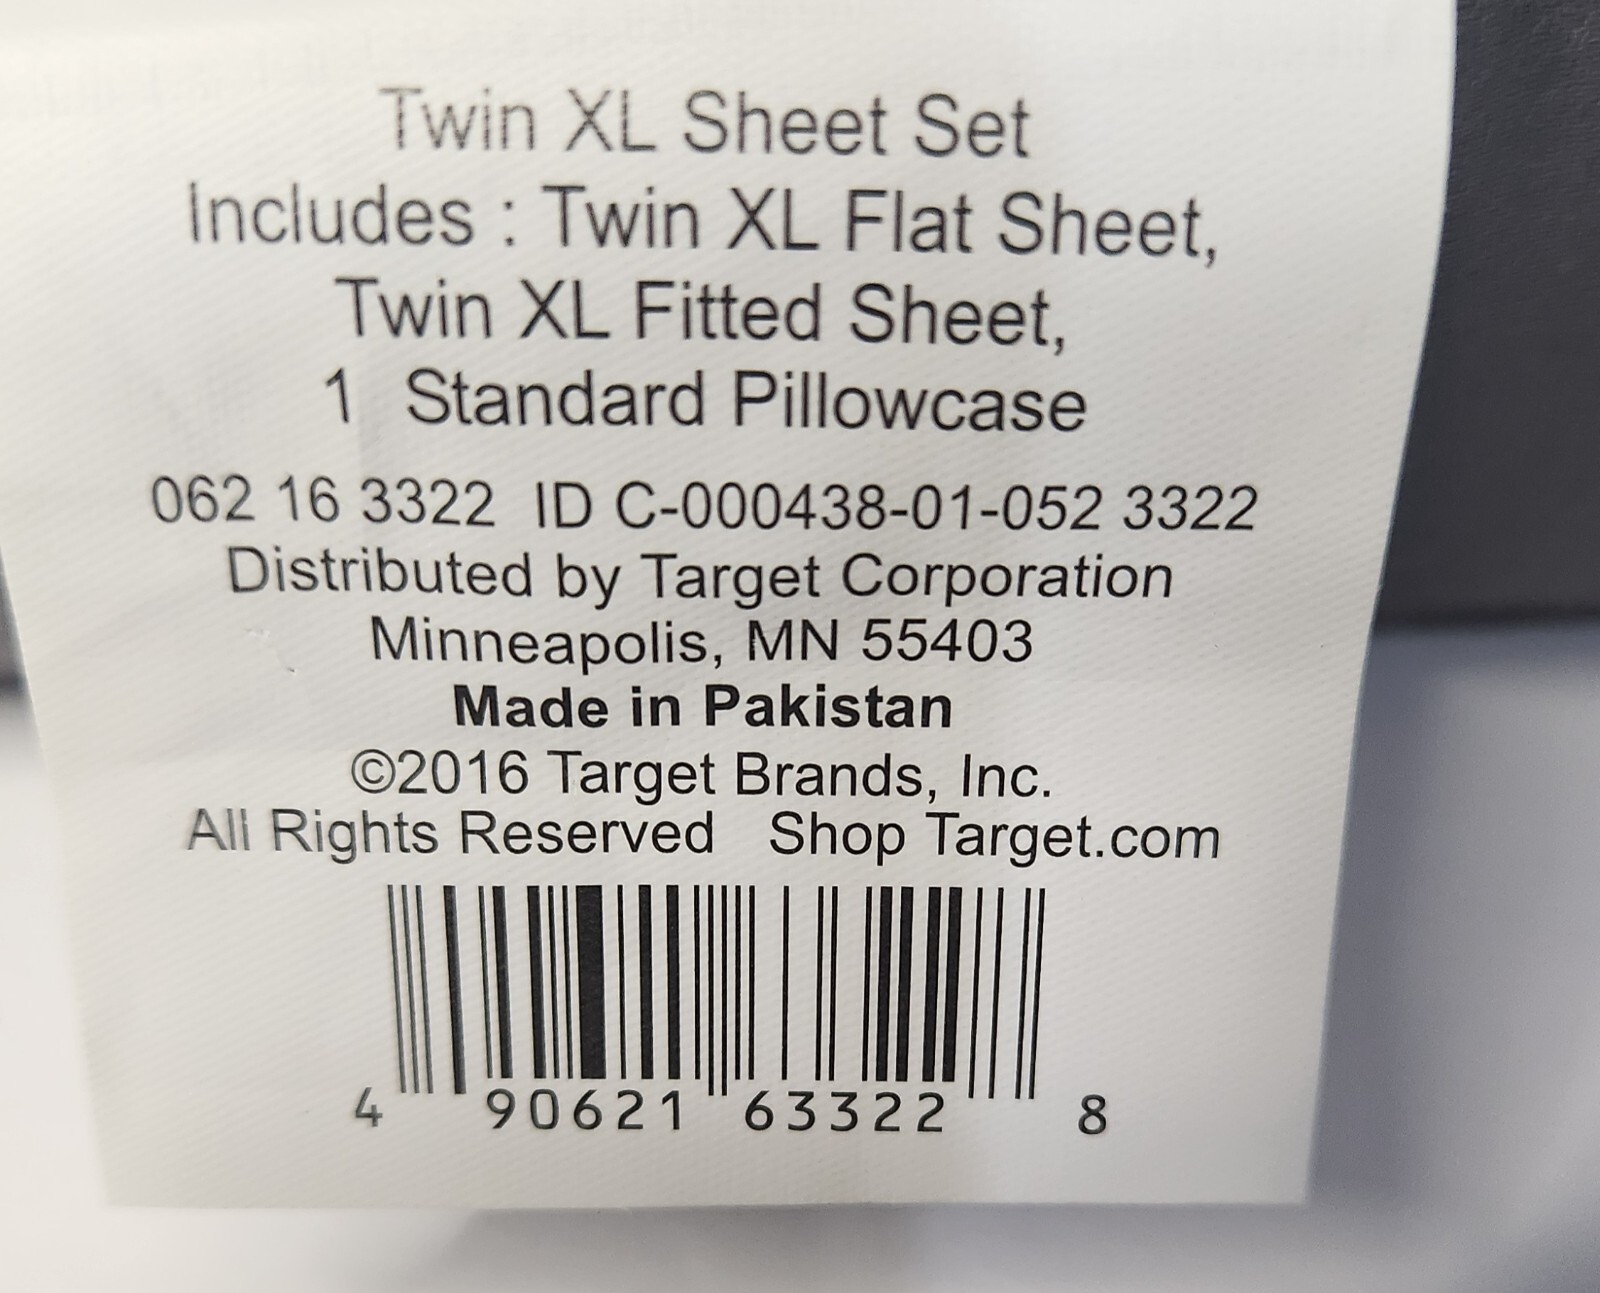 Twin XL Sheet Set
Includes : Twin XL Flat Sheet,
Twin XL Fitted Sheet,
1 Standard Pillowcase
062 16 3322 ID C-000438-01-052 3322
Distributed by Target Corporation
Minneapolis, MN 55403
Made in Pakistan
©2016 Target Brands, Inc.
All Rights Reserved Shop Target.com
4 90621 63322 8